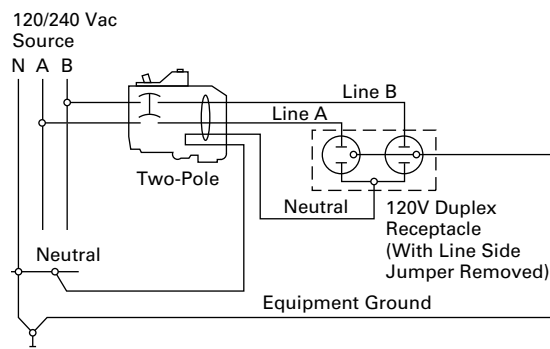 120/240 Vac
Source
N A B
Line B
Line A
Two-Pole
Neutral
120V Duplex
Receptacle
(With Line Side
Jumper Removed)
Neutral
Equipment Ground